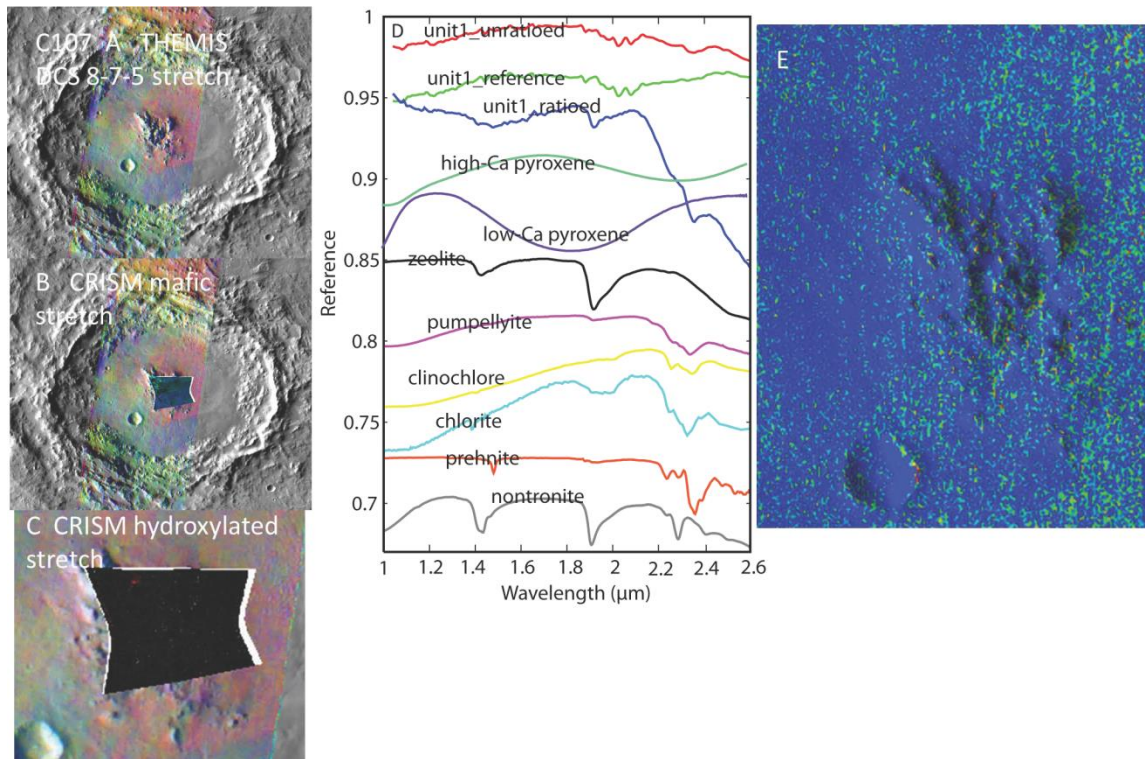 C107 A THEMIS
DCS 8-7-5 stretch
B CRISM mafic
stretch
C CRISM hydroxylated
stretch
D
unit1_unratioed
unit1_reference
unit1_ratioed
high-Ca pyroxene
low-Ca pyroxene
zeolite
pumpellyite
clinochlore
chlorite
prehnite
nontronite
1
0.95
0.9
0.85
0.8
0.75
0.7
Reference
1 1.2 1.4 1.6 1.8 2 2.2 2.4 2.6
Wavelength (μm)
E